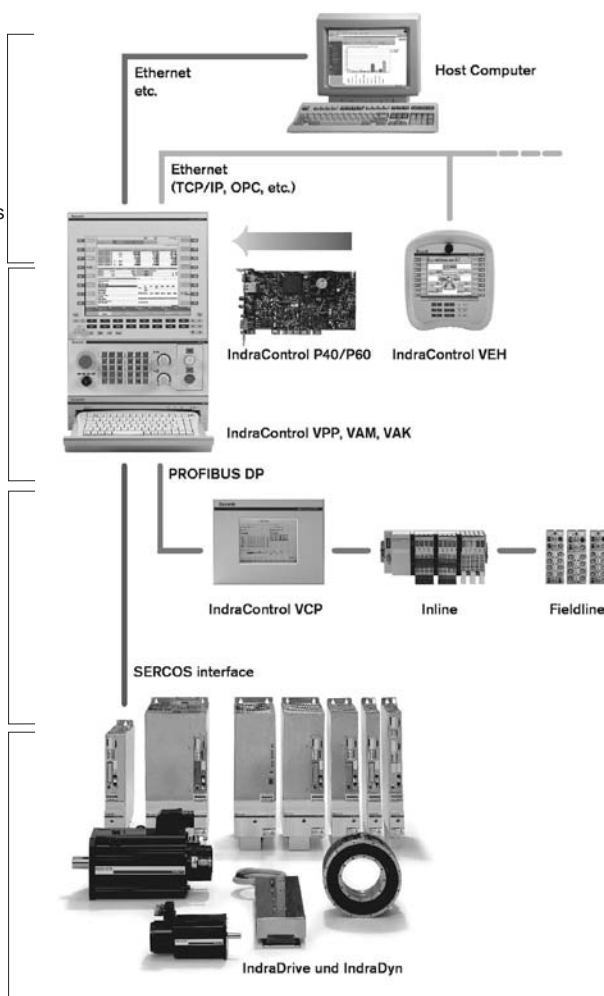 Ethernet
etc.
Host Computer
Ethernet
(TCP/IP, OPC, etc.)
s
IndraControl P40/P60
IndraControl VEH
IndraControl VPP, VAM, VAK
PROFIBUS DP
IndraControl VCP
Inline
Fieldline
SERCOS interface
IndraDrive und IndraDyn